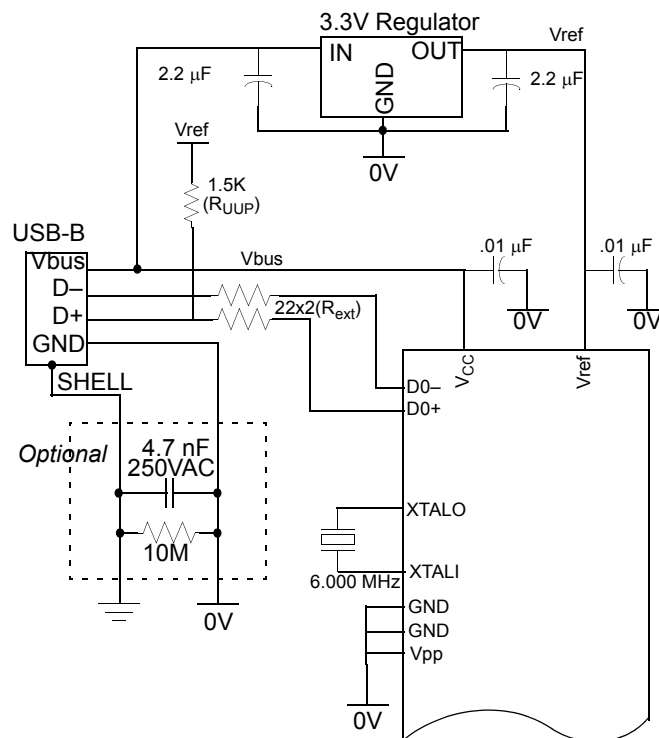 3.3V Regulator
IN
OUT
GND
Vref
2.2 µF
2.2 µF
0V
Vref
1.5K
(RUUP)
USB-B
Vbus
D–
D+
GND
SHELL
Vbus
22x2(Rext)
.01 µF
0V
.01 µF
0V
VCC
Vref
D0–
D0+
Optional
4.7 nF
250VAC
10M
0V
XTALO
6.000 MHz
XTALI
GND
GND
Vpp
0V